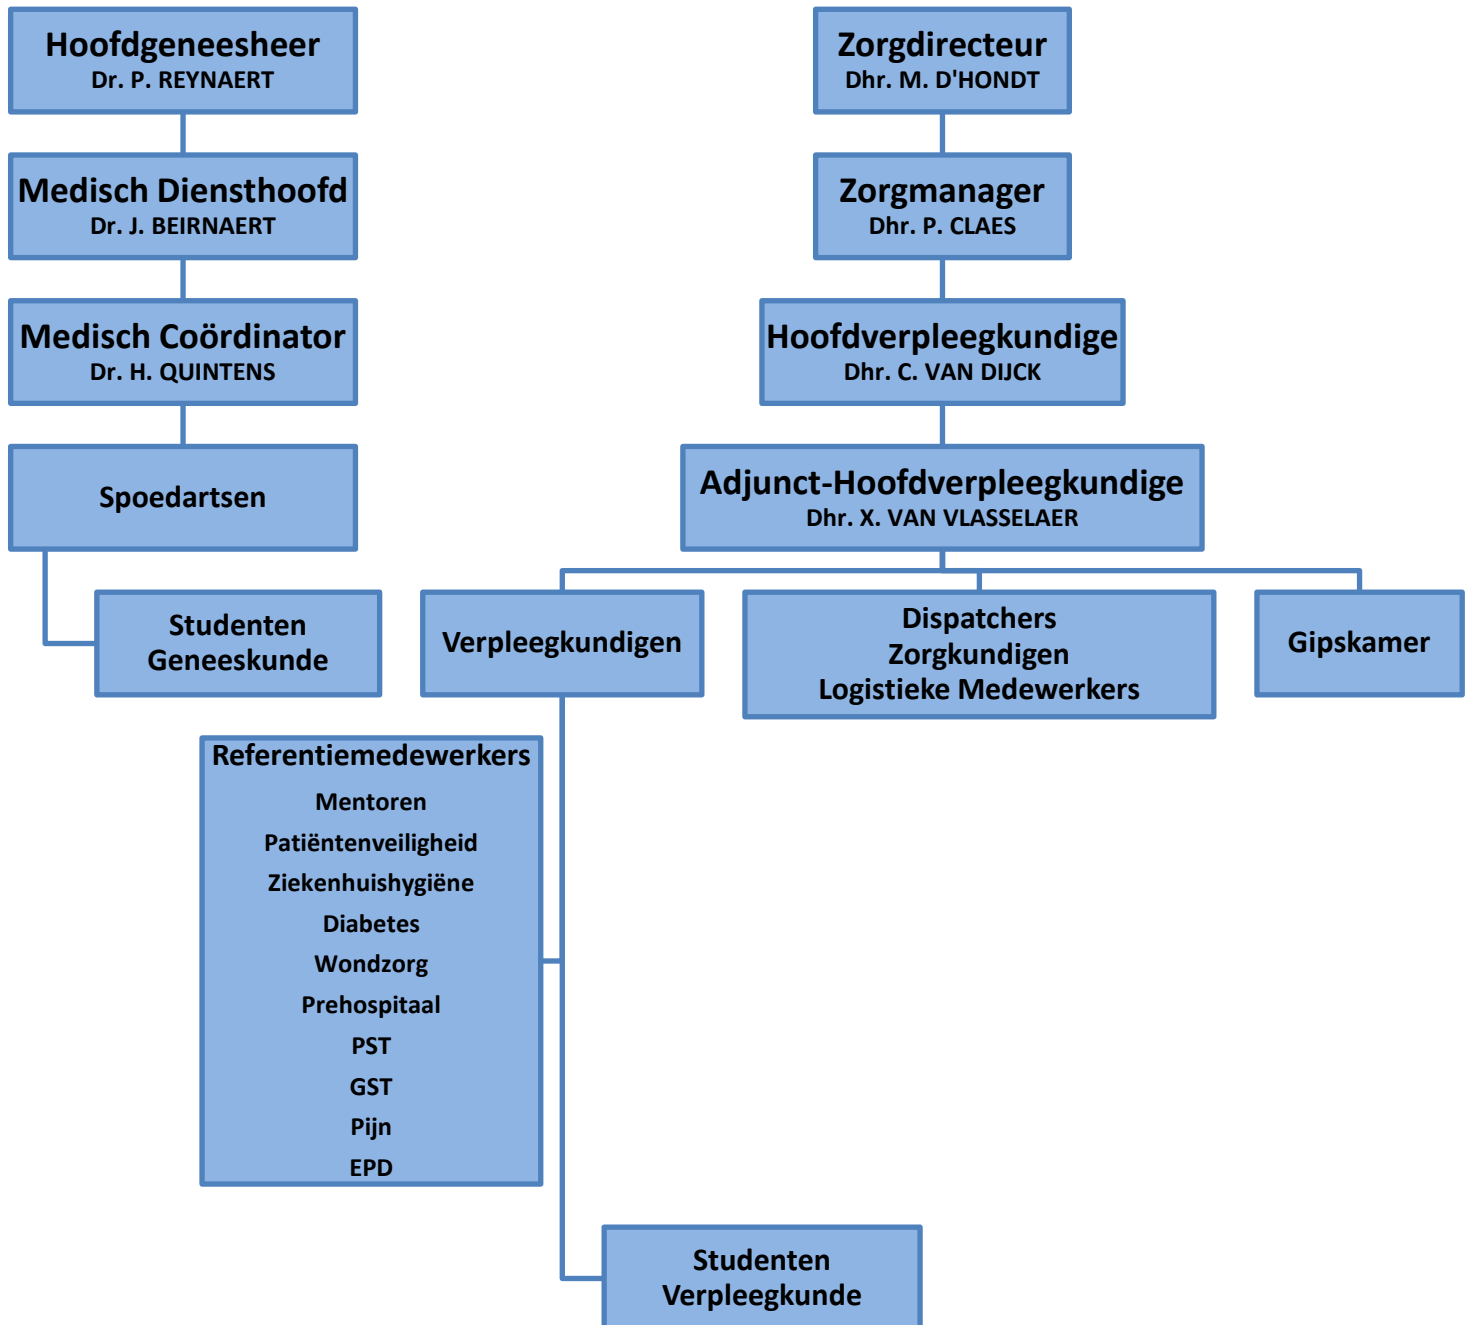 Hoofdgeneesheer
Dr. P. REYNAERT
Medisch Diensthoofd
Dr. J. BEIRNAERT
Medisch Coördinator
Dr. H. QUINTENS
Spoedartsen
Studenten
Geneeskunde
Zorgdirecteur
Dhr. M. D'HONDT
Zorgmanager
Dhr. P. CLAES
Hoofdverpleegkundige
Dhr. C. VAN DIJCK
Adjunct-Hoofdverpleegkundige
Dhr. X. VAN VLASSELAER
Verpleegkundigen
Dispatchers
Zorgkundigen
Logistieke Medewerkers
Gipskamer
Referentiemedewerkers
Mentoren
Patiëntenveiligheid
Ziekenhuishygiëne
Diabetes
Wondzorg
Prehospitaal
PST
GST
Pijn
EPD
Studenten
Verpleegkunde